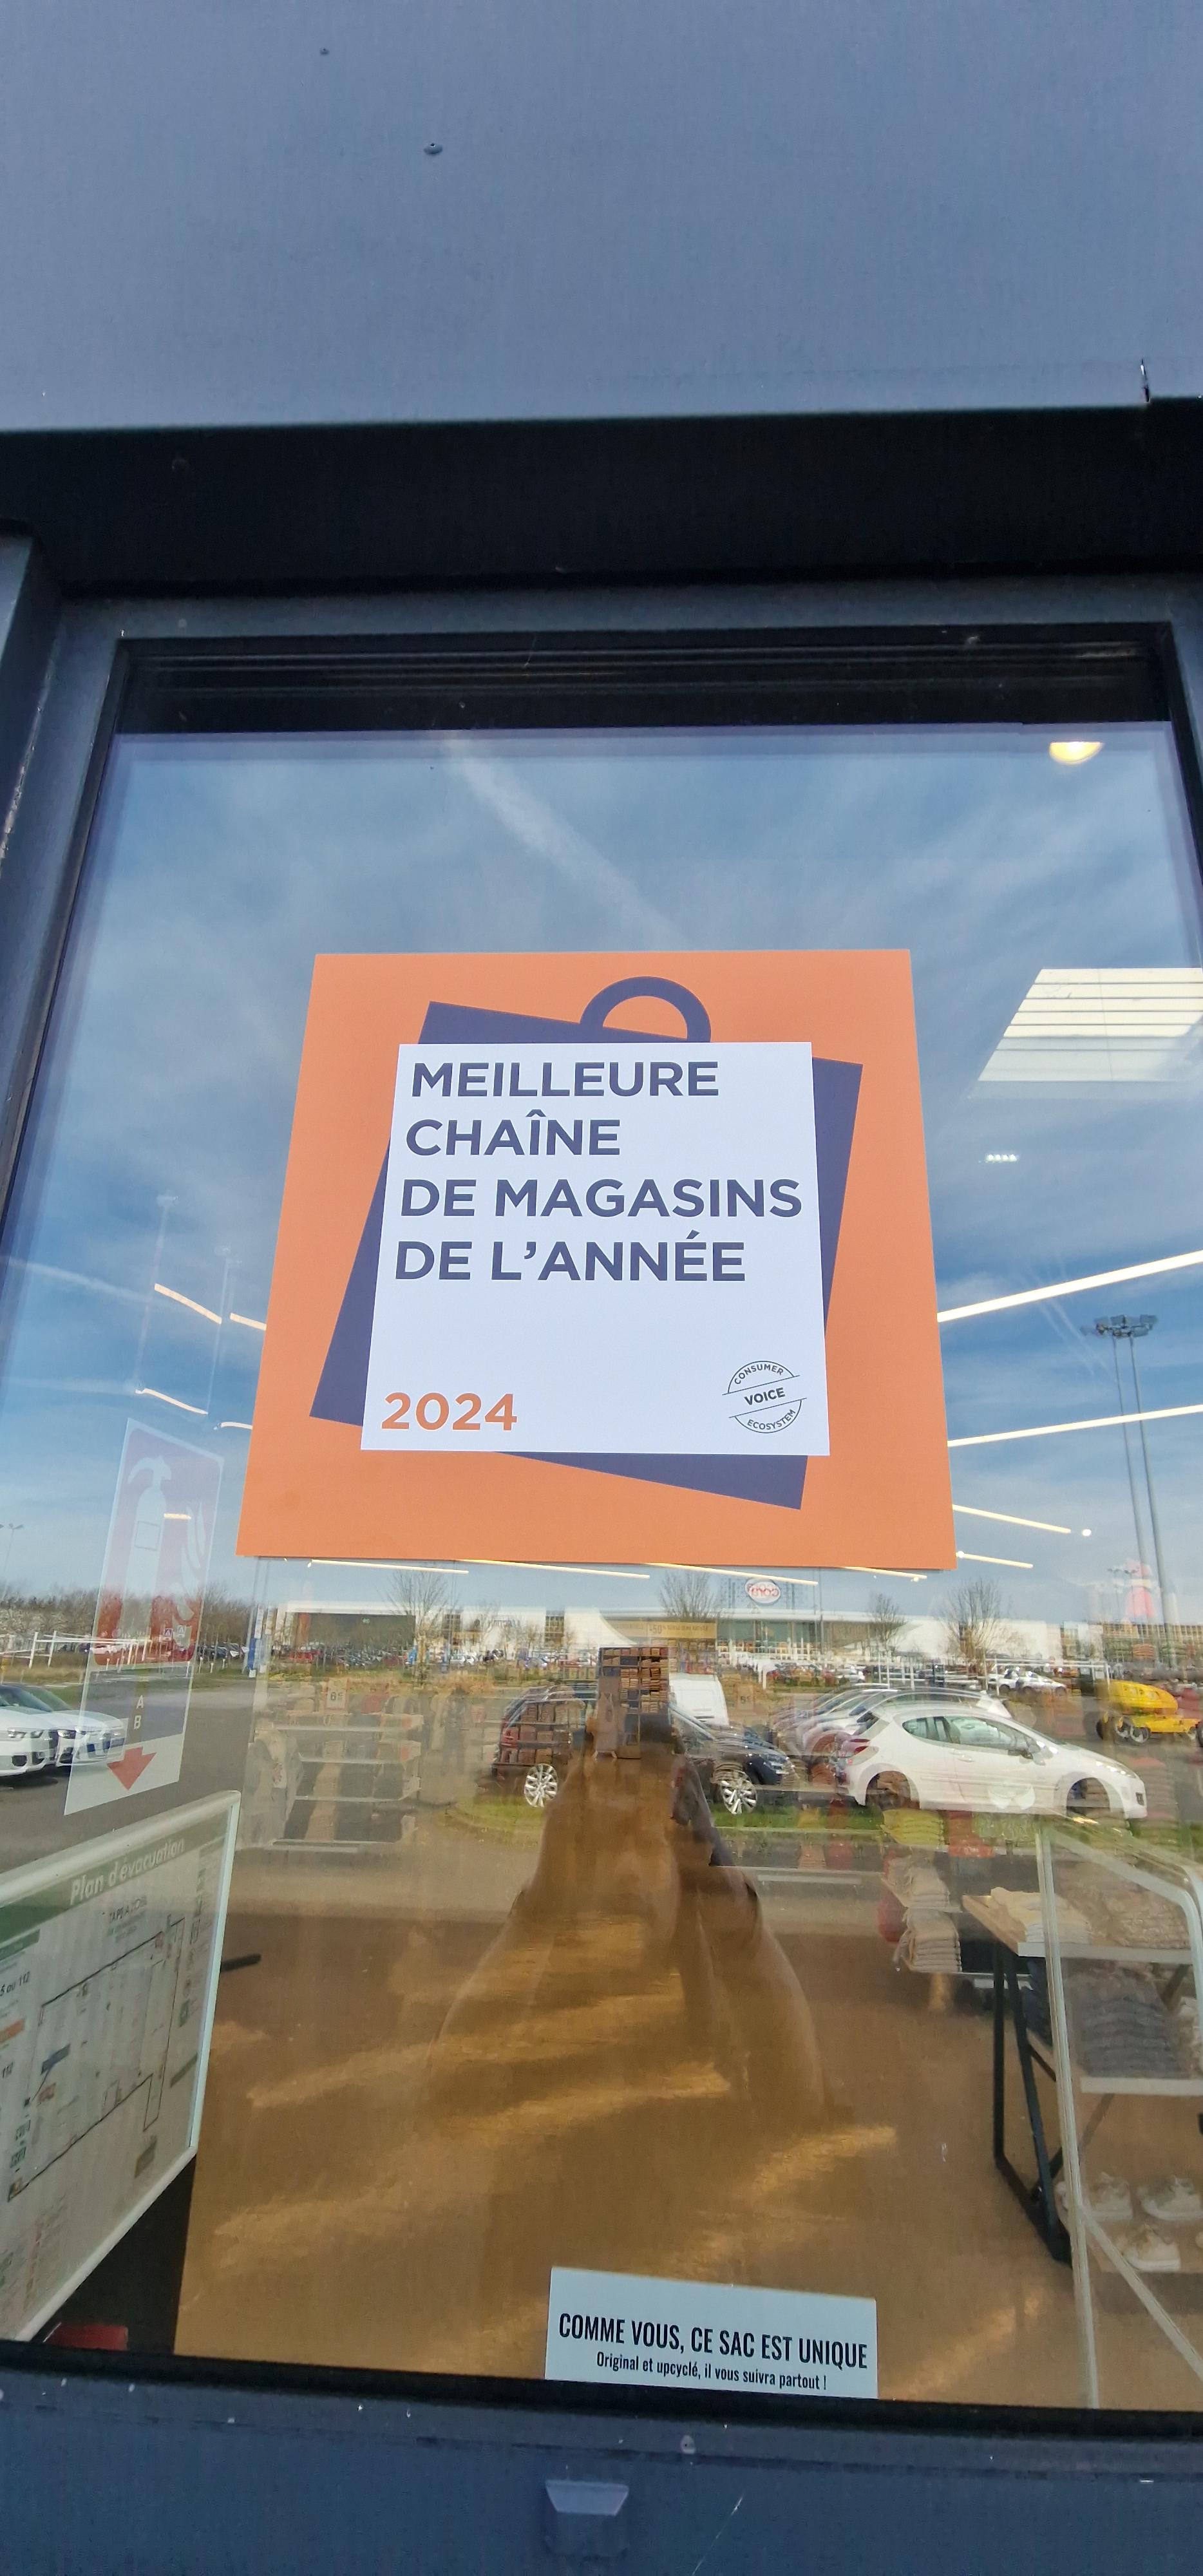 MEILLEURE
CHAÎNE
DE MAGASINS
DE L'ANNÉE
2024
CONSUMER
VOICE
ECOSYSTEM
A
B
Plan d'évacuation
COMME VOUS, CE SAC EST UNIQUE
Original et upcyclé, il vous suivra partout !